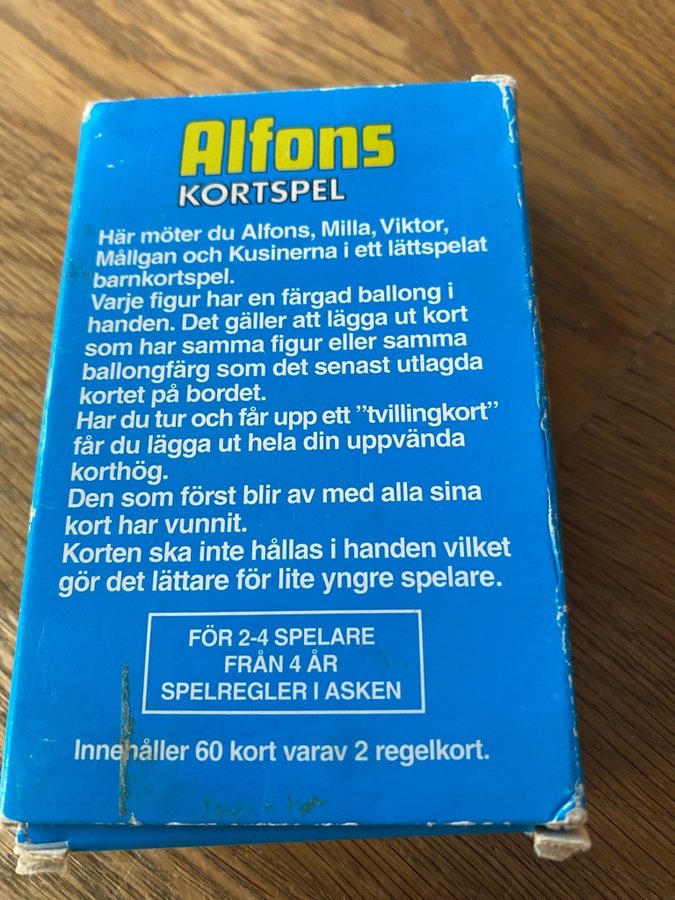 Alfons
KORTSPEL
Här möter du Alfons, Milla, Viktor,
Mållgan och Kusinerna i ett lättspelat
barnkortspel.
Varje figur har en färgad ballong i
handen. Det gäller att lägga ut kort
som har samma figur eller samma
ballongfärg som det senast utlagda
kortet på bordet.
Har du tur och får upp ett ”tvillingkort”
får du lägga ut hela din uppvända
korthög.
Den som först blir av med alla sina
kort har vunnit.
Korten ska inte hållas i handen vilket
gör det lättare för lite yngre spelare.
FÖR 2-4 SPELARE
FRÅN 4 ÅR
SPELREGLER I ASKEN
Innehåller 60 kort varav 2 regelkort.